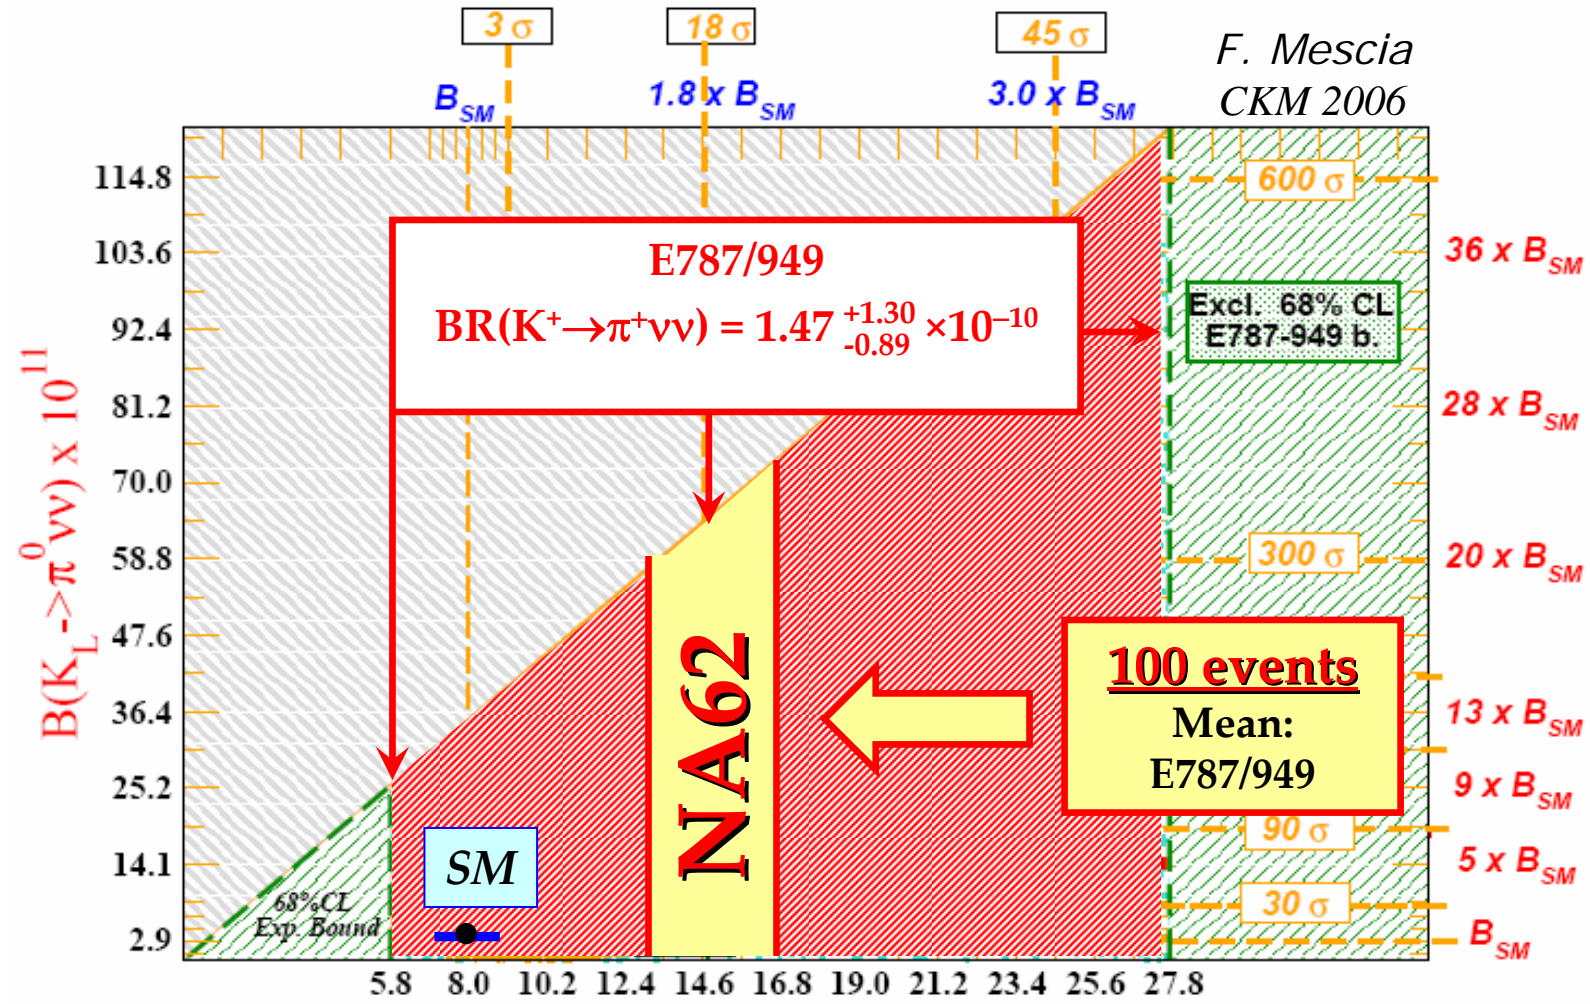 3 σ
18 σ
45 σ
F. Mescia
CKM 2006
B_SM
1.8 x B_SM
3.0 x B_SM
B(K_L ->π^0 νν) x 10^11
114.8
103.6
92.4
81.2
70.0
58.8
47.6
36.4
25.2
14.1
2.9
E787/949
BR(K⁺→π⁺νν) = 1.47 +1.30 -0.89 ×10⁻¹⁰
Excl. 68% CL
E787-949 b.
600 σ
300 σ
90 σ
30 σ
36 x B_SM
28 x B_SM
20 x B_SM
13 x B_SM
9 x B_SM
5 x B_SM
B_SM
NA62
100 events
Mean:
E787/949
SM
68%CL
Exp. Bound
5.8 8.0 10.2 12.4 14.6 16.8 19.0 21.2 23.4 25.6 27.8